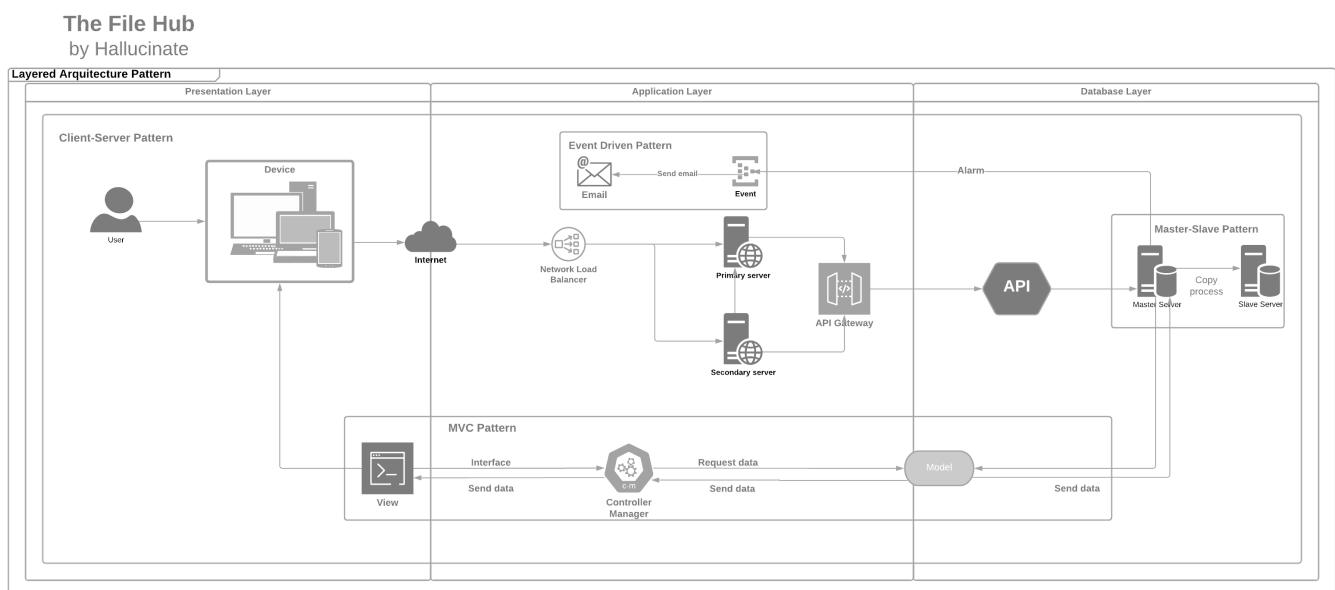 The File Hub
by Hallucinate
Layered Arquitecture Pattern
Presentation Layer
Application Layer
Database Layer
Client-Server Pattern
Event Driven Pattern
@
Send email
Email
Event
Alarm
Device
User
Internet
Network Load
Balancer
Primary server
</>
API Gateway
Secondary server
API
Master-Slave Pattern
Copy
process
Master Server
Slave Server
MVC Pattern
View
Interface
Send data
c-m
Controller
Manager
Request data
Send data
Model
Send data